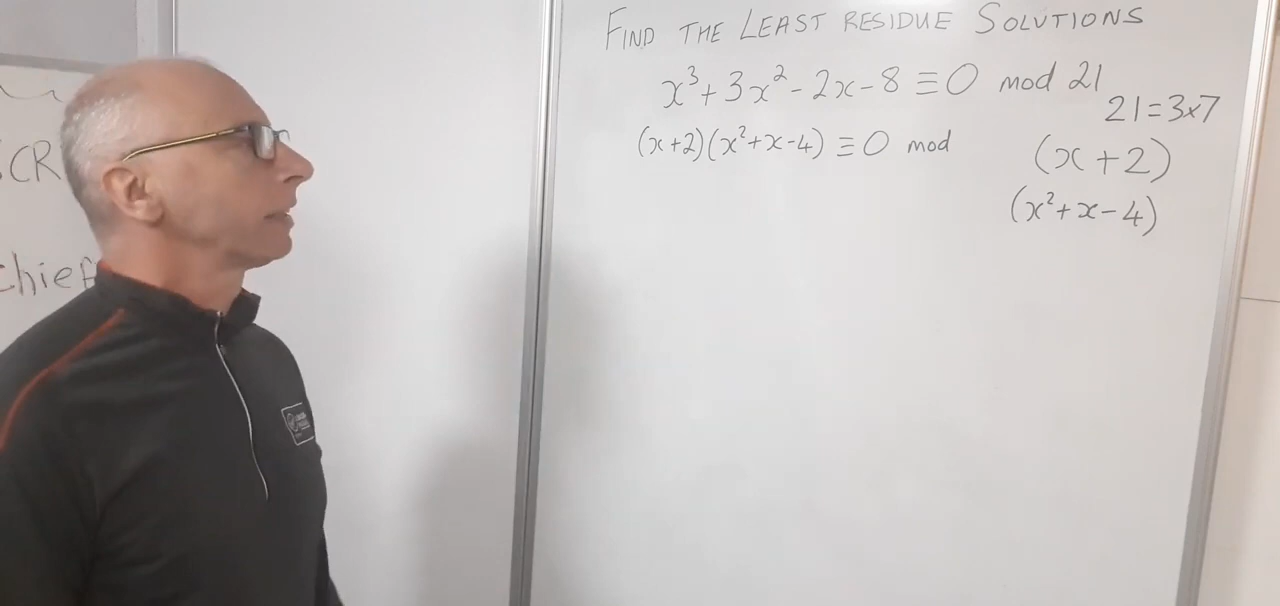 FIND THE LEAST RESIDUE SOLUTIONS
x³+3x²-2x-8≡0 mod 21
21=3×7
(x+2)(x²+x-4)≡0 mod
(x+2)
(x²+x-4)
CR
chief